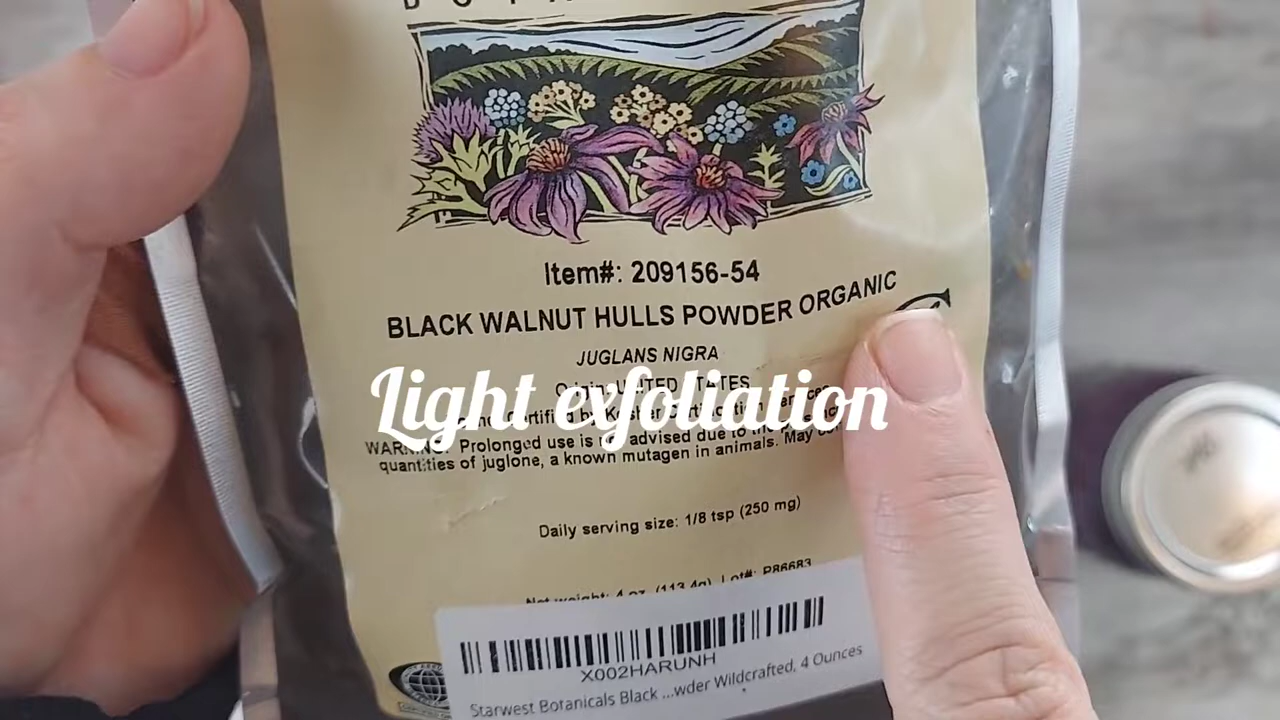 Item#: 209156-54
BLACK WALNUT HULLS POWDER ORGANIC
JUGLANS NIGRA
Origin: UNITED STATES
Light exfoliation
Certified by Kosher Certification
WARNING: Prolonged use is not advised due to the
quantities of juglone, a known mutagen in animals. May
Daily serving size: 1/8 tsp (250 mg)
Net weight: 4 oz. (113.4g) Lot#: P86683
X002HARUNH
Starwest Botanicals Black ...wder Wildcrafted, 4 Ounces